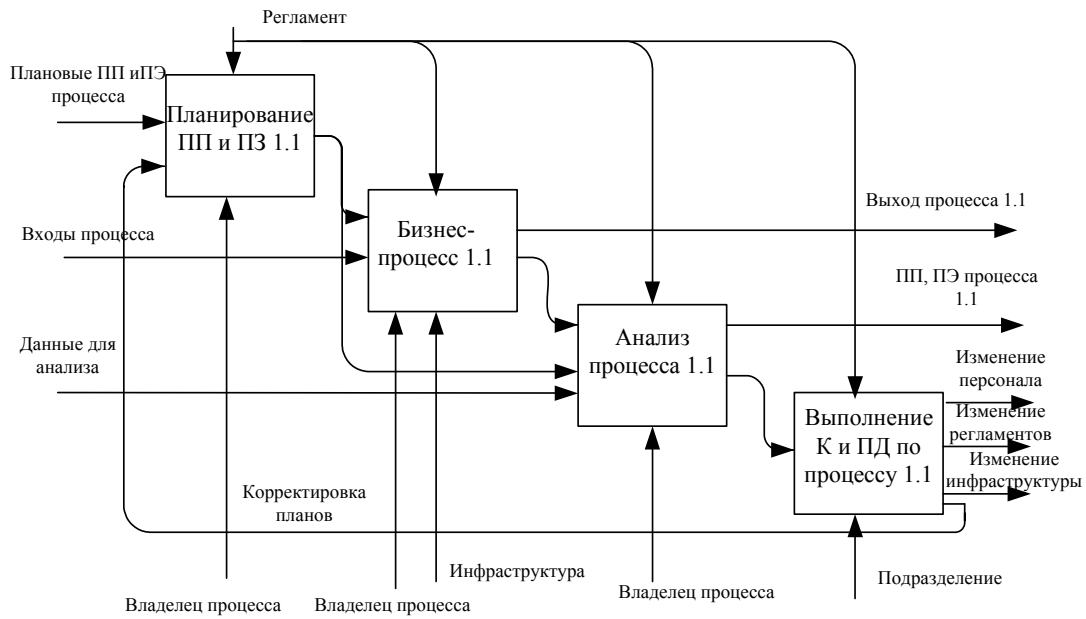 Регламент
Плановые ПП иПЭ
процесса
Планирование
ПП и ПЗ 1.1
Входы процесса
Бизнес-
процесс 1.1
Выход процесса 1.1
ПП, ПЭ процесса
1.1
Данные для
анализа
Анализ
процесса 1.1
Изменение
персонала
Изменение
регламентов
Изменение
инфраструктуры
Выполнение
К и ПД по
процессу 1.1
Корректировка
планов
Владелец процесса
Владелец процесса
Инфраструктура
Владелец процесса
Подразделение